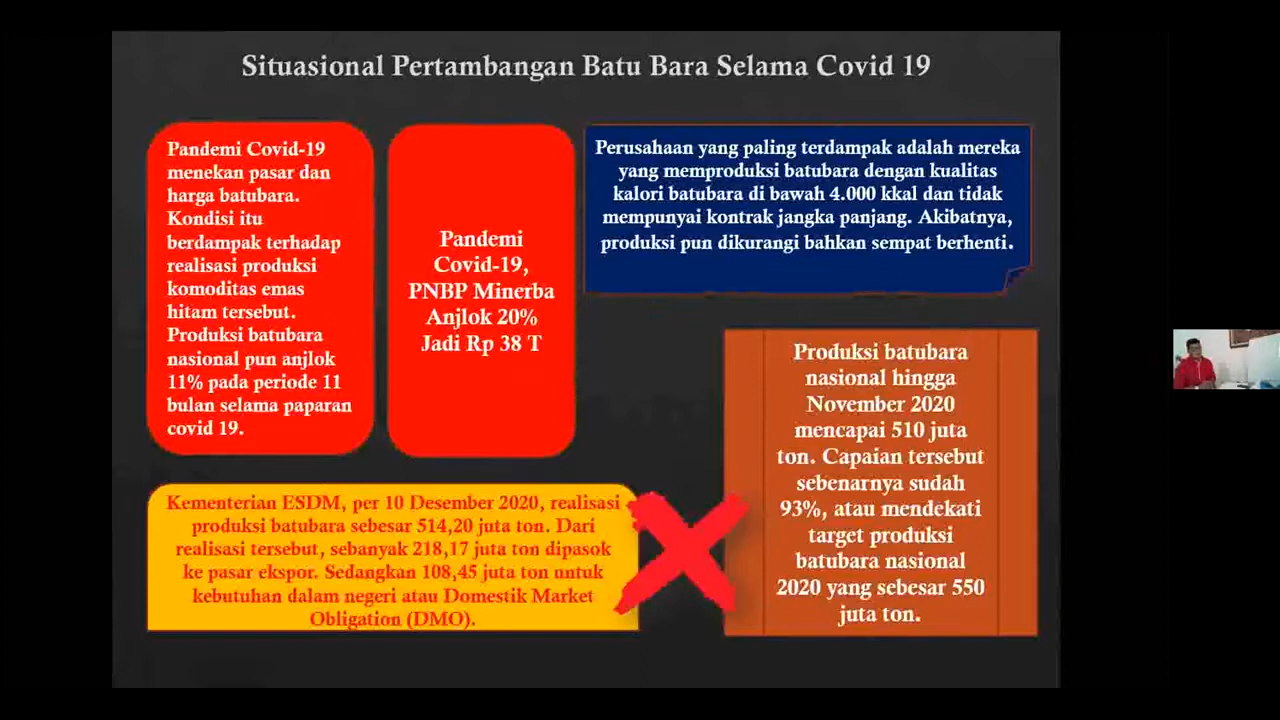 Situasional Pertambangan Batu Bara Selama Covid 19
Pandemi Covid-19
menekan pasar dan
harga batubara.
Kondisi itu
berdampak terhadap
realisasi produksi
komoditas emas
hitam tersebut.
Produksi batubara
nasional pun anjlok
11% pada periode 11
bulan selama paparan
covid 19.
Pandemi
Covid-19,
PNBP Minerba
Anjlok 20%
Jadi Rp 38 T
Perusahaan yang paling terdampak adalah mereka
yang memproduksi batubara dengan kualitas
kalori batubara di bawah 4.000 kkal dan tidak
mempunyai kontrak jangka panjang. Akibatnya,
produksi pun dikurangi bahkan sempat berhenti.
Kementerian ESDM, per 10 Desember 2020, realisasi
produksi batubara sebesar 514,20 juta ton. Dari
realisasi tersebut, sebanyak 218,17 juta ton dipasok
ke pasar ekspor. Sedangkan 108,45 juta ton untuk
kebutuhan dalam negeri atau Domestik Market
Obligation (DMO).
Produksi batubara
nasional hingga
November 2020
mencapai 510 juta
ton. Capaian tersebut
sebenarnya sudah
93%, atau mendekati
target produksi
batubara nasional
2020 yang sebesar 550
juta ton.